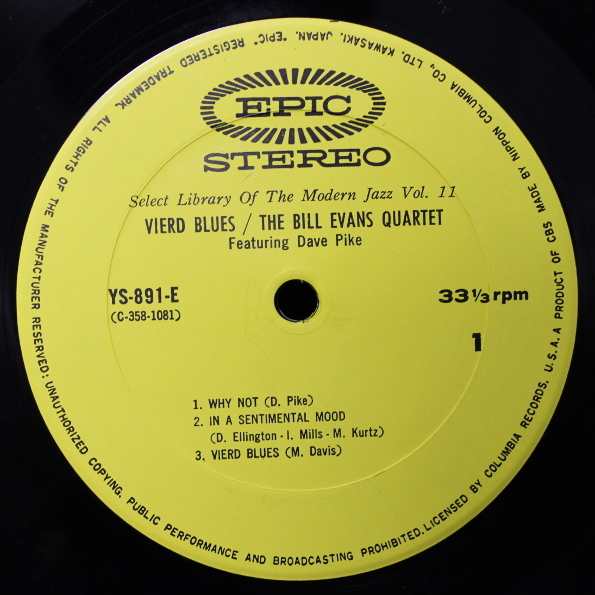 EPIC
STEREO
Select Library Of The Modern Jazz Vol. 11
VIERD BLUES / THE BILL EVANS QUARTET
Featuring Dave Pike
YS-891-E
(C-358-1081)
33 1/3 rpm
1
1. WHY NOT (D. Pike)
2. IN A SENTIMENTAL MOOD
(D. Ellington - I. Mills - M. Kurtz)
3. VIERD BLUES (M. Davis)
"EPIC" REGISTERED TRADEMARK. ALL RIGHTS OF THE MANUFACTURER RESERVED: UNAUTHORIZED COPYING. PUBLIC PERFORMANCE AND BROADCASTING PROHIBITED. LICENSED BY COLUMBIA RECORDS, U.S.A. A PRODUCT OF CBS MADE BY NIPPON COLUMBIA CO., LTD. KAWASAKI, JAPAN.